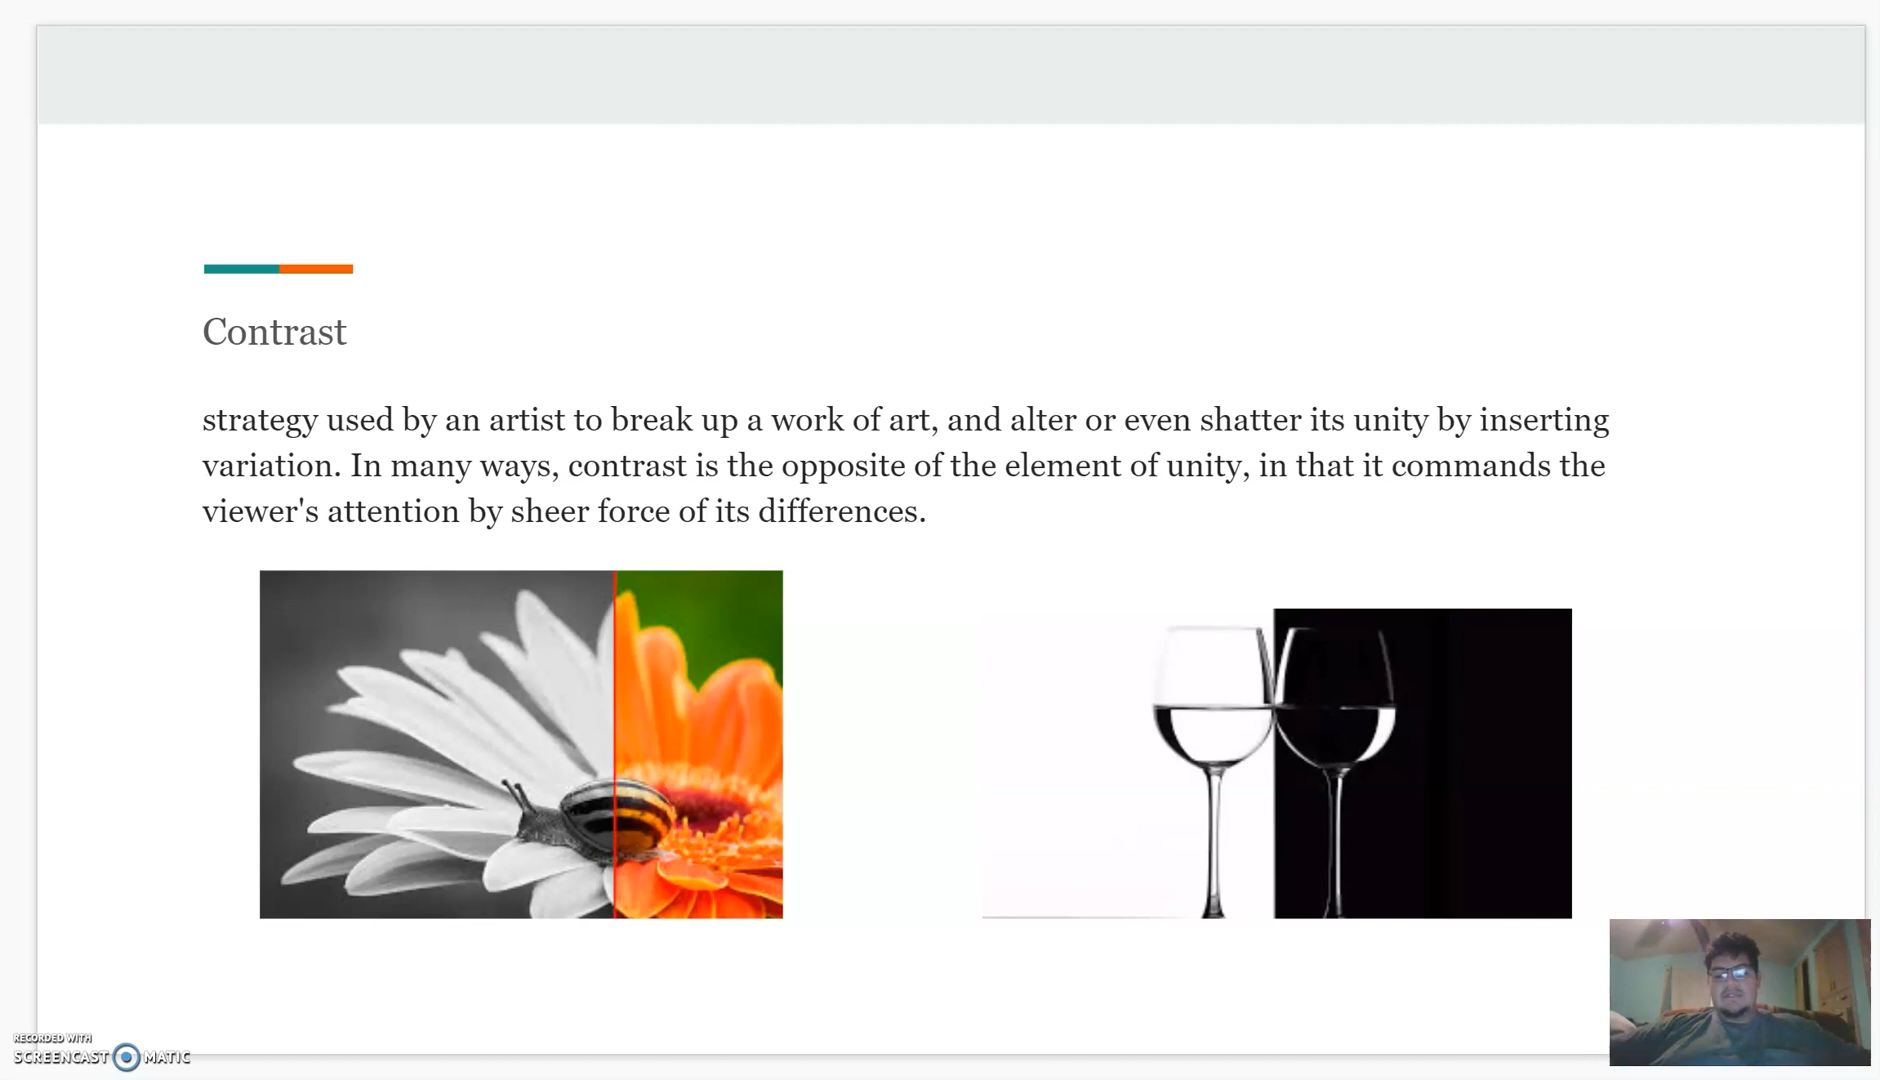 Contrast
strategy used by an artist to break up a work of art, and alter or even shatter its unity by inserting
variation. In many ways, contrast is the opposite of the element of unity, in that it commands the
viewer's attention by sheer force of its differences.
RECORDED WITH
SCREENCAST MATIC